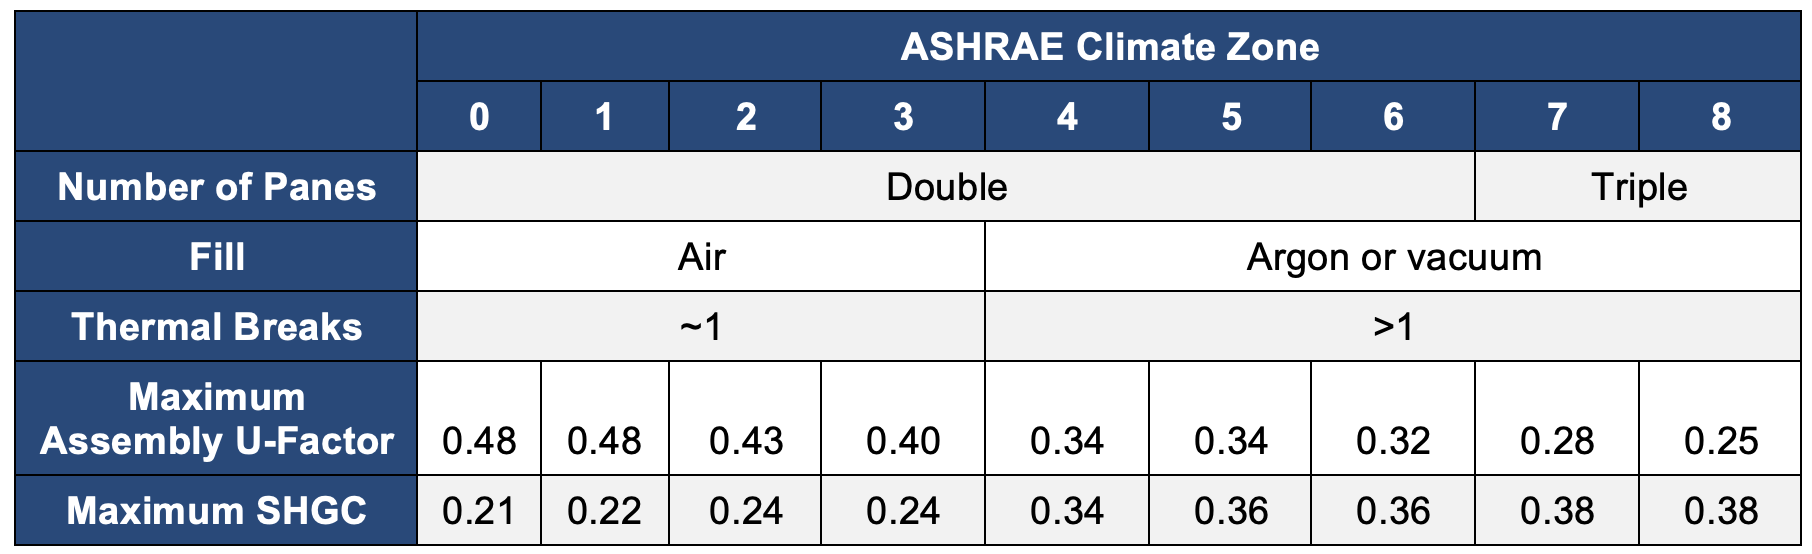 ASHRAE Climate Zone
0 1 2 3 4 5 6 7 8
Number of Panes Double Triple
Fill Air Argon or vacuum
Thermal Breaks ~1 >1
Maximum
Assembly U-Factor 0.48 0.48 0.43 0.40 0.34 0.34 0.32 0.28 0.25
Maximum SHGC 0.21 0.22 0.24 0.24 0.34 0.36 0.36 0.38 0.38